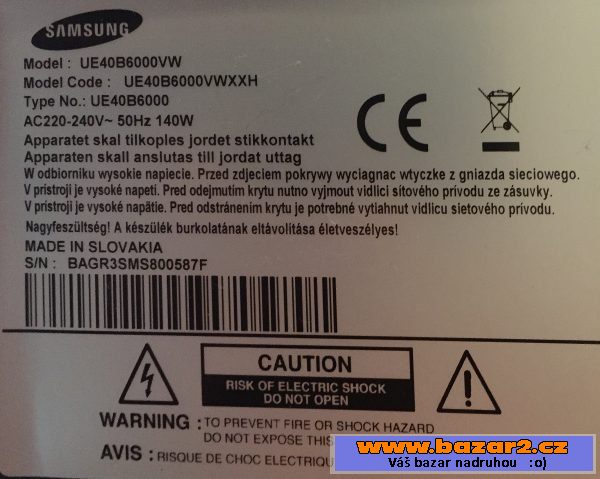 SAMSUNG
Model : UE40B6000VW
Model Code : UE40B6000VWXXH
Type No.: UE40B6000
AC220-240V~ 50Hz 140W
Apparatet skal tilkoples jordet stikkontakt
Apparaten skall anslutas till jordat uttag
W odbiorniku wysokie napiecie. Przed zdjeciem pokrywy wyciagnac wtyczke z gniazda sieciowego.
V prístroji je vysoké napeti. Pred odejmutím krytu nutno vyjmout vidlici sítového prívodu ze zásuvky.
V prístroji je vysoké napätie. Pred odstránením krytu je potrebné vytiahnut vidlicu sietového prívodu.
Nagyfeszültség! A készülék burkolatának eltávolítása életveszélyes!
MADE IN SLOVAKIA
S/N : BAGR3SMS800587F
CE
CAUTION
RISK OF ELECTRIC SHOCK
DO NOT OPEN
WARNING : TO PREVENT FIRE OR SHOCK HAZARD
DO NOT EXPOSE THIS
AVIS : RISQUE DE CHOC ELECTRIQU
www.bazar2.cz
Váš bazar nadruhou :o)